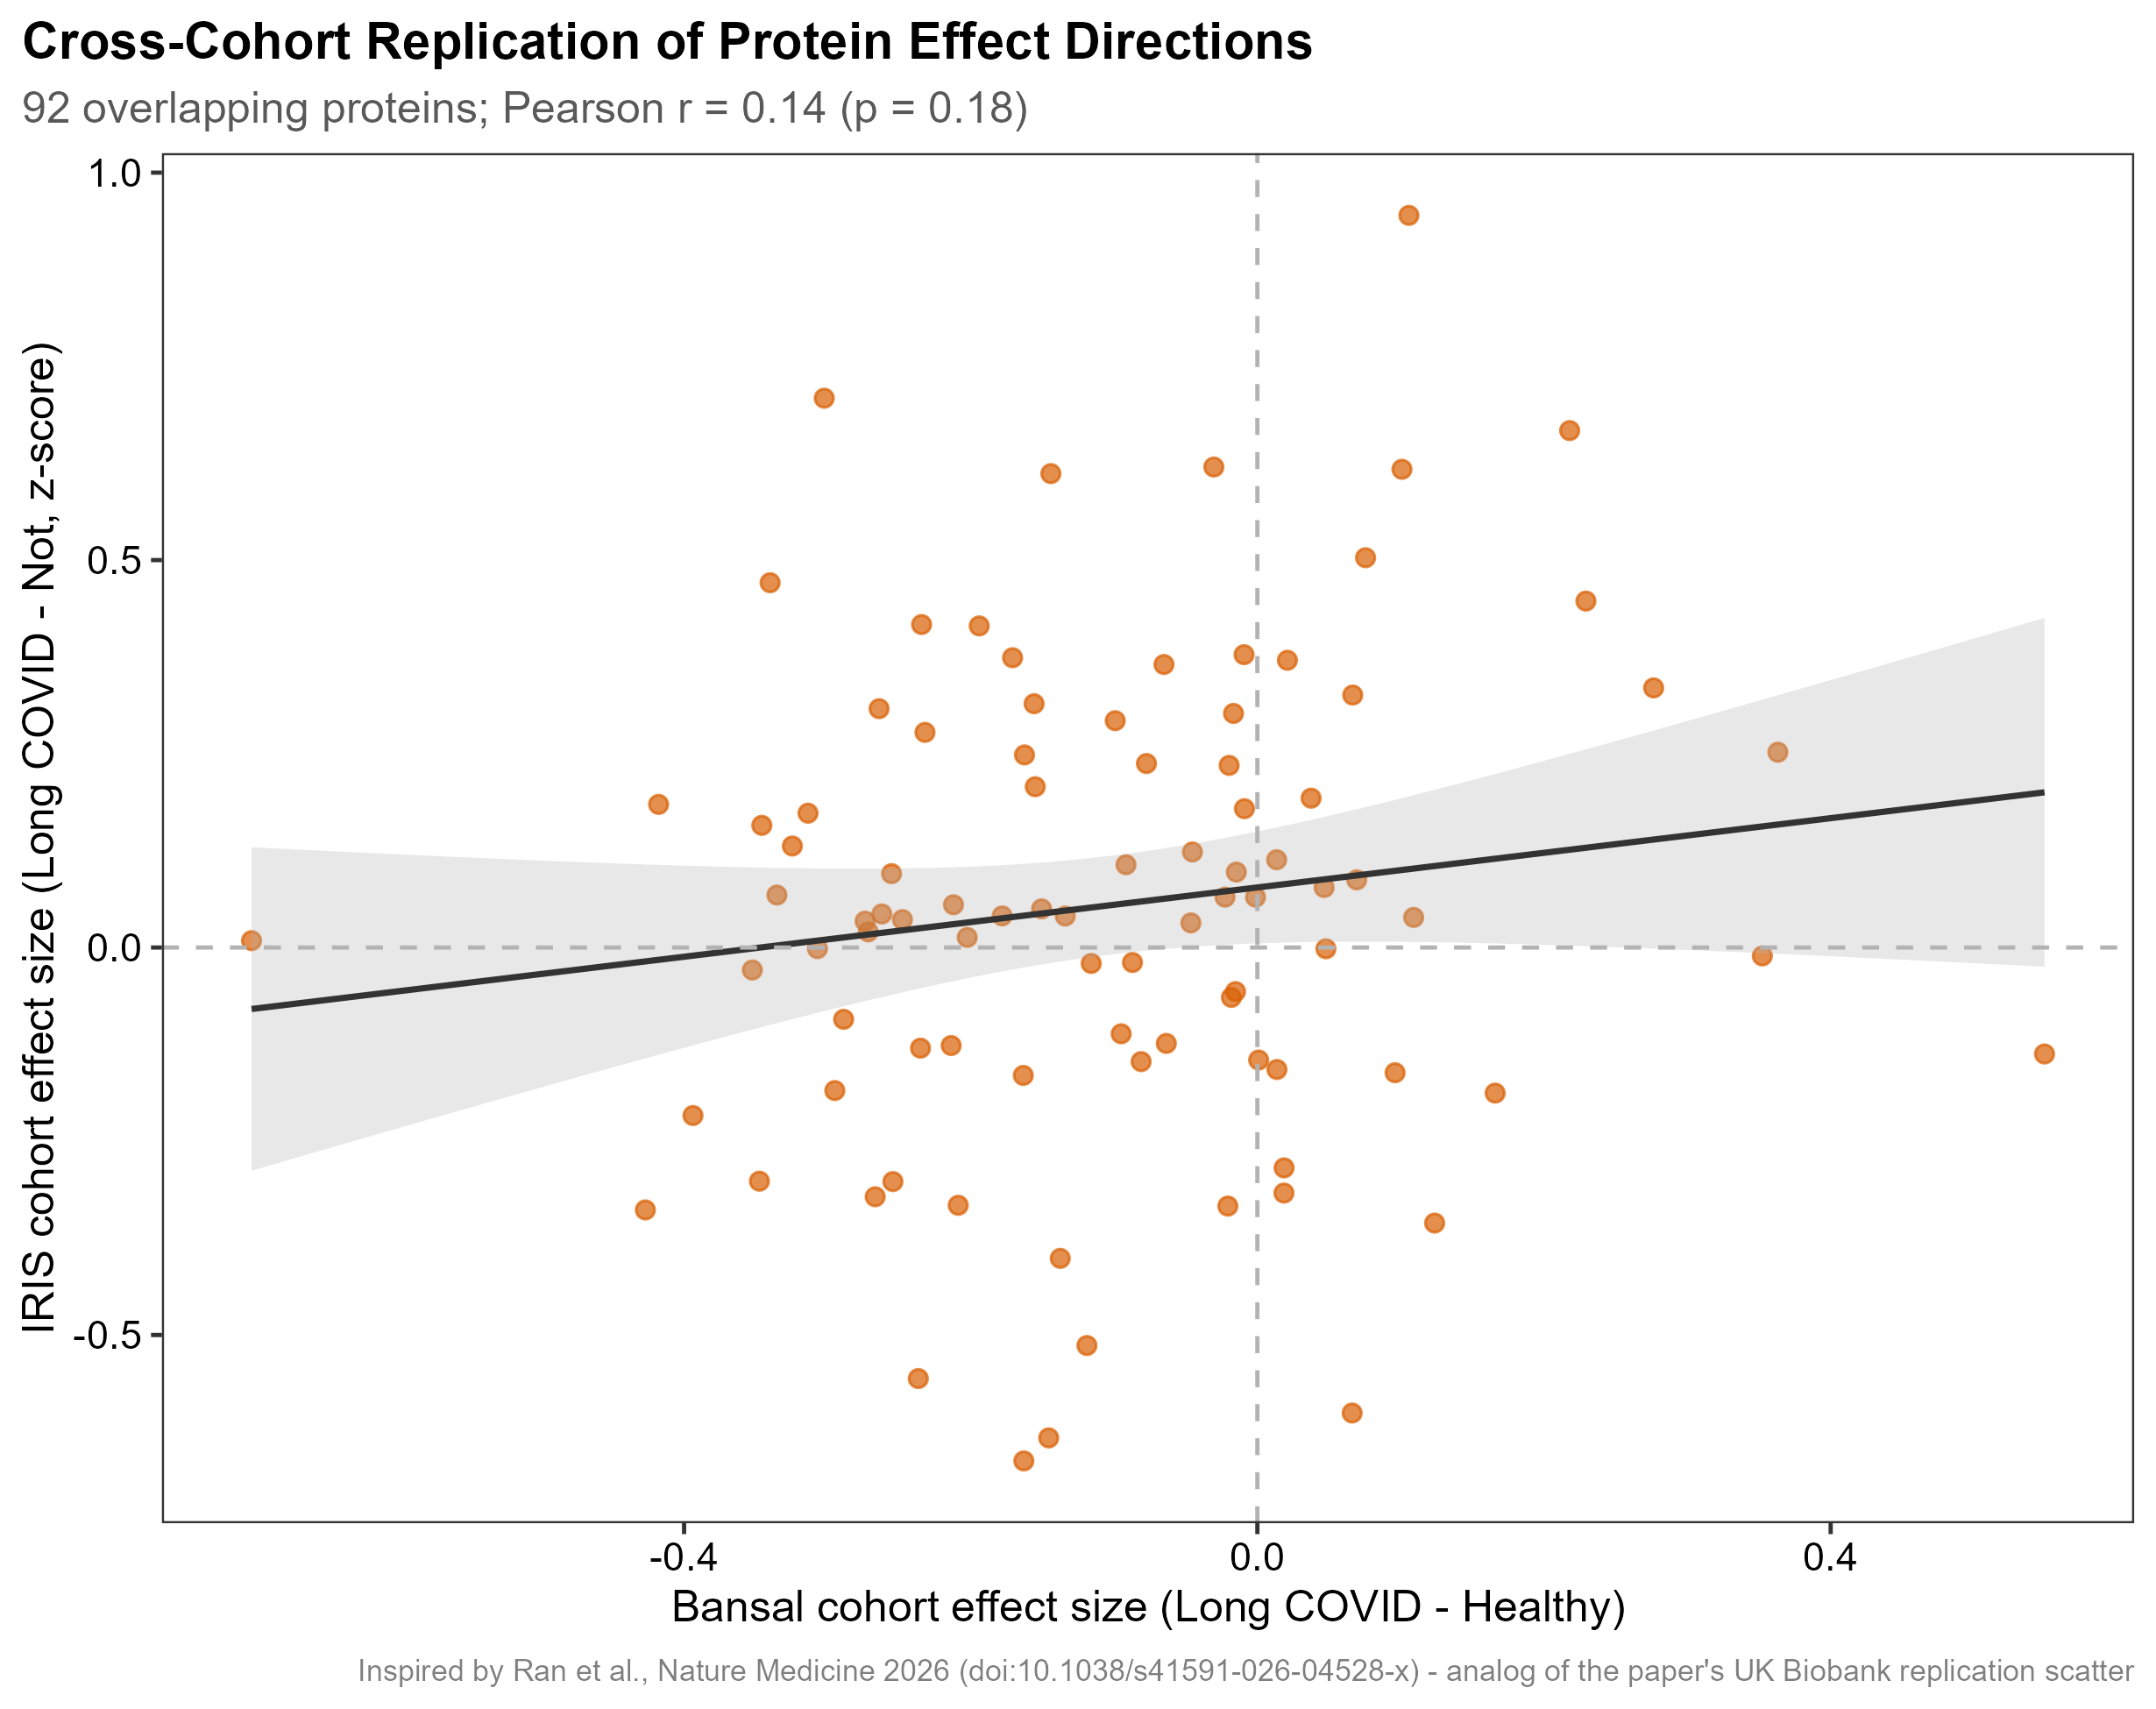 Cross-Cohort Replication of Protein Effect Directions
92 overlapping proteins; Pearson r = 0.14 (p = 0.18)
IRIS cohort effect size (Long COVID - Not, z-score)
1.0
0.5
0.0
-0.5
-0.4
0.0
0.4
Bansal cohort effect size (Long COVID - Healthy)
Inspired by Ran et al., Nature Medicine 2026 (doi:10.1038/s41591-026-04528-x) - analog of the paper's UK Biobank replication scatter